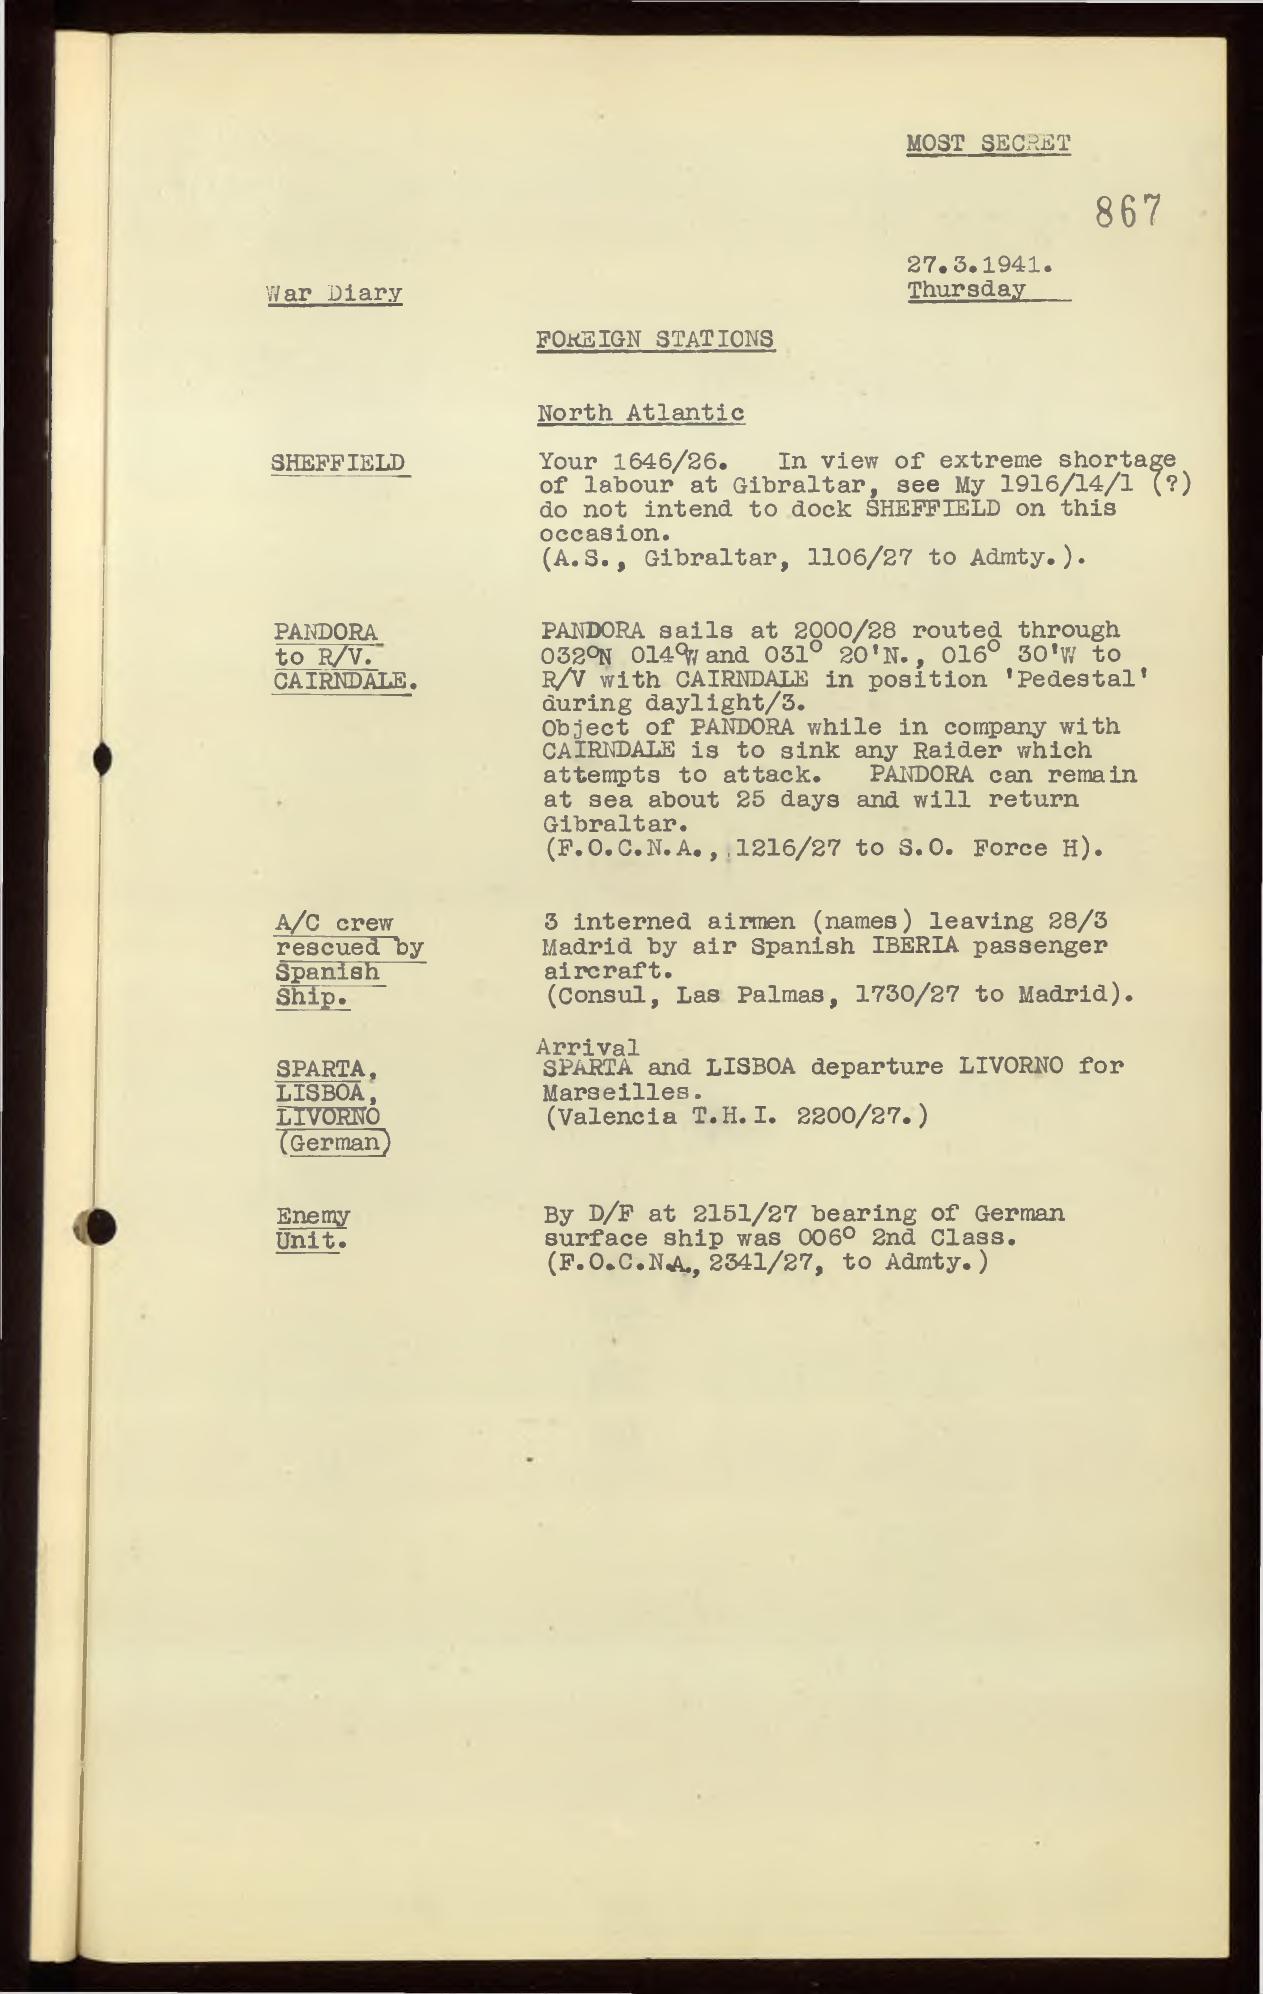 MOST SECRET
867
27.3.1941.
Thursday
War Diary
FOREIGN STATIONS
North Atlantic
SHEFFIELD
Your 1646/26. In view of extreme shortage
of labour at Gibraltar, see My 1916/14/1 (?)
do not intend to dock SHEFFIELD on this
occasion.
(A.S., Gibraltar, 1106/27 to Admty.).
PANDORA
to R/V.
CAIRNDALE.
PANDORA sails at 2000/28 routed through
032°N 014°W and 031° 20'N., 016° 30'W to
R/V with CAIRNDALE in position 'Pedestal'
during daylight/3.
Object of PANDORA while in company with
CAIRNDALE is to sink any Raider which
attempts to attack. PANDORA can remain
at sea about 25 days and will return
Gibraltar.
(F.O.C.N.A., 1216/27 to S.O. Force H).
A/C crew
rescued by
Spanish
Ship.
3 interned airmen (names) leaving 28/3
Madrid by air Spanish IBERIA passenger
aircraft.
(Consul, Las Palmas, 1730/27 to Madrid).
SPARTA,
LISBOA,
LIVORNO
(German)
Arrival
SPARTA and LISBOA departure LIVORNO for
Marseilles.
(Valencia T.H.I. 2200/27.)
Enemy
Unit.
By D/F at 2151/27 bearing of German
surface ship was 006° 2nd Class.
(F.O.C.N.A., 2341/27, to Admty.)